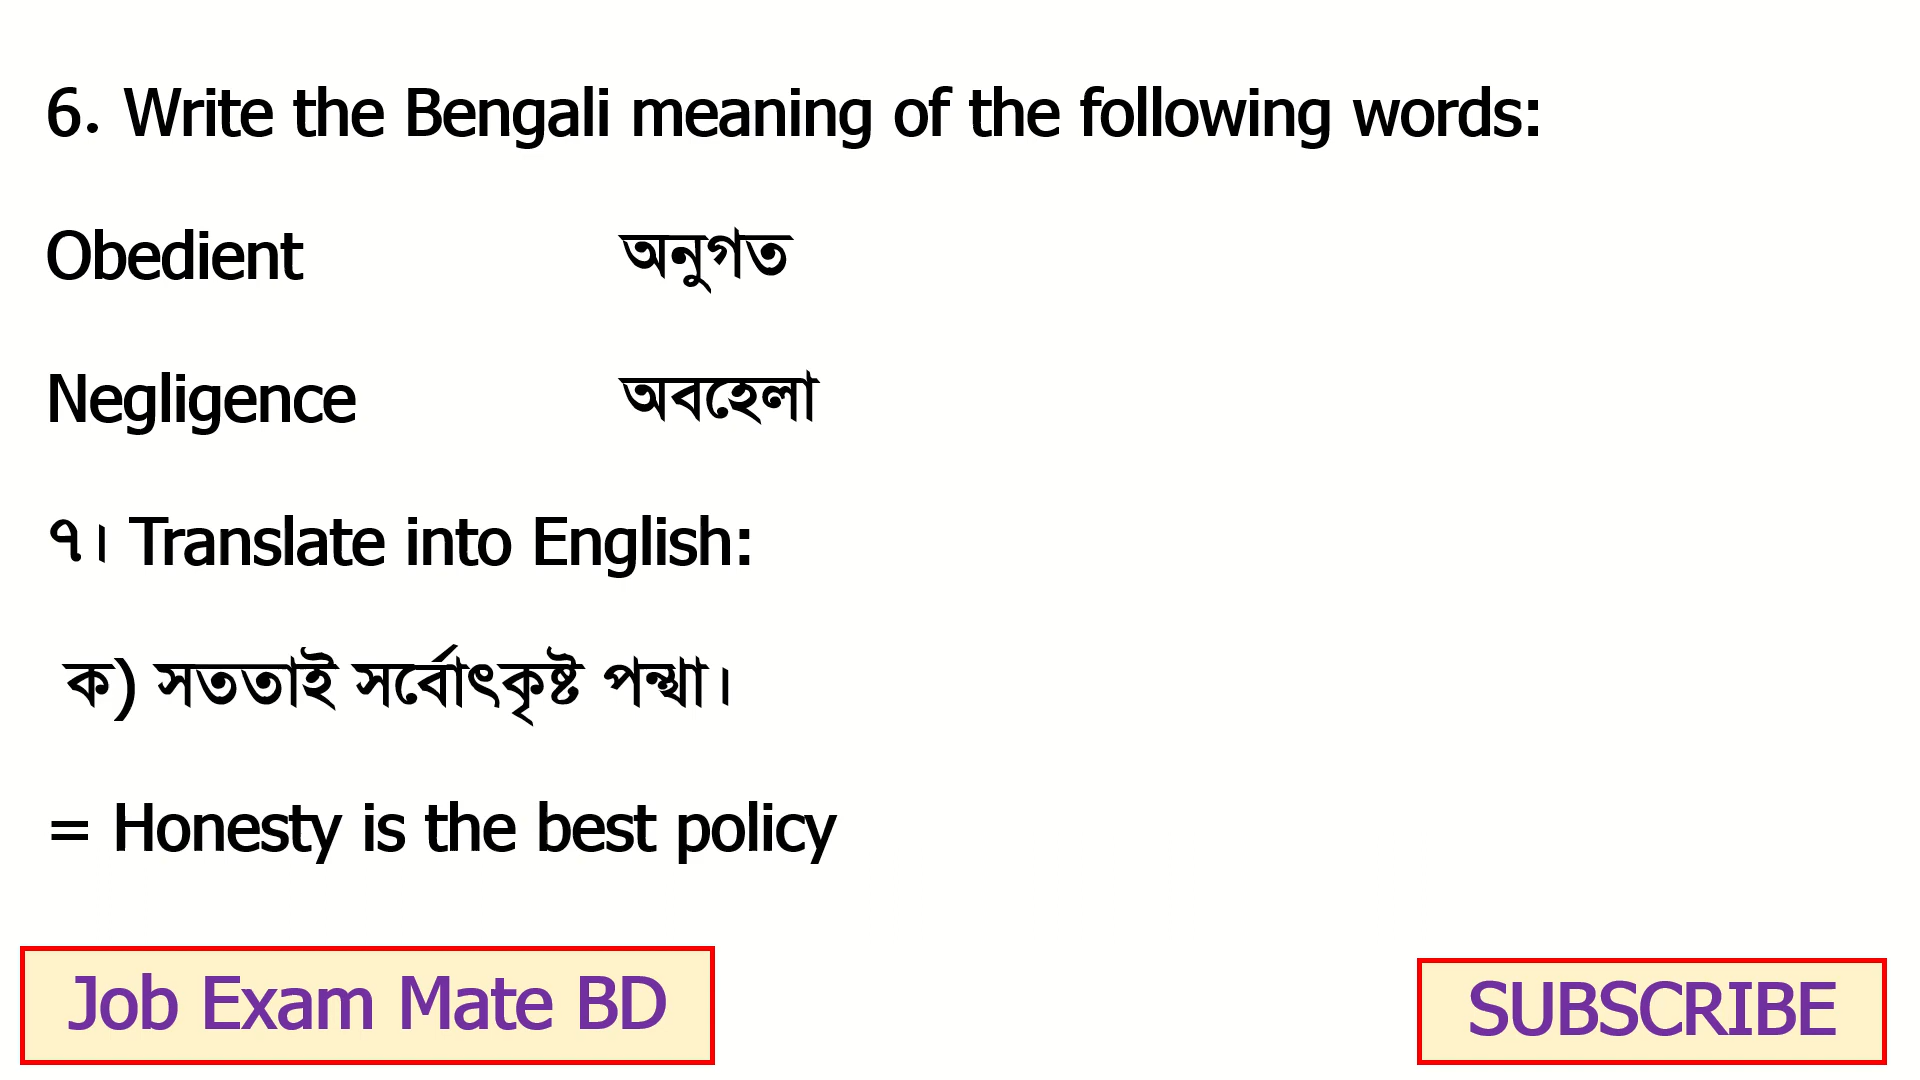 6. Write the Bengali meaning of the following words:
Obedient অনুগত
Negligence অবহেলা
৭। Translate into English:
ক) সততাই সর্বোৎকৃষ্ট পন্থা।
= Honesty is the best policy
Job Exam Mate BD
SUBSCRIBE